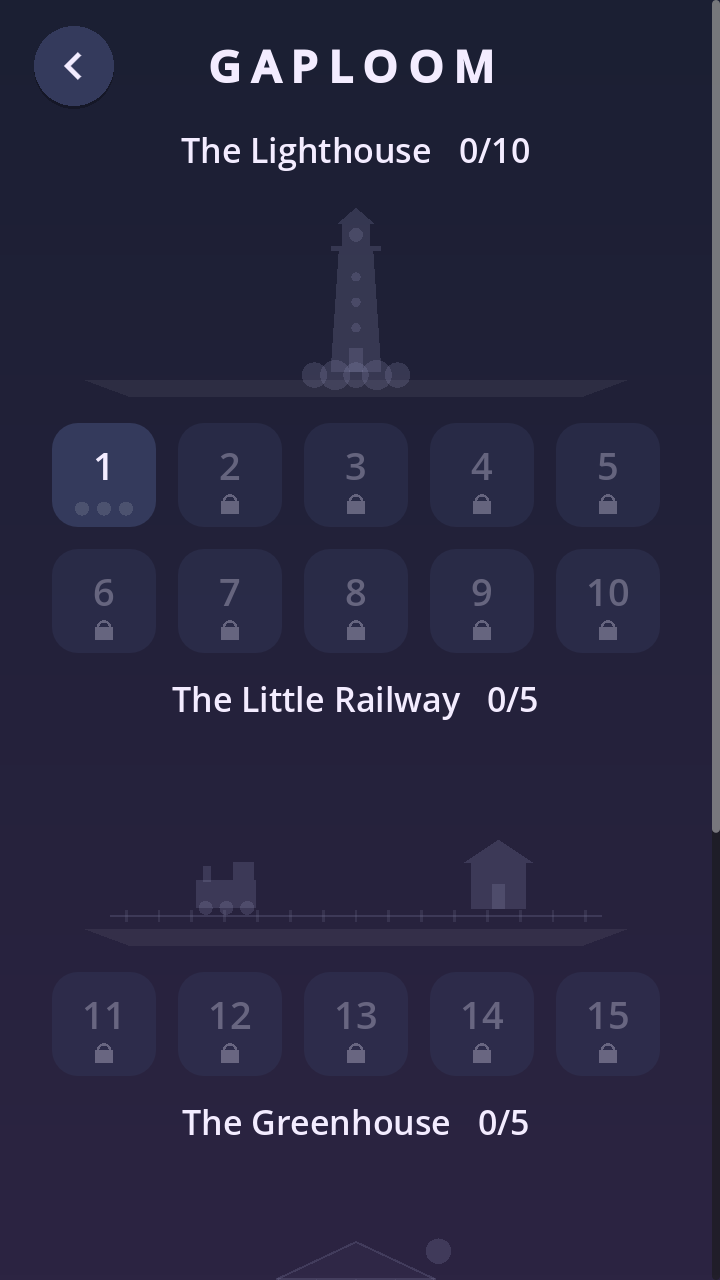 GAPLOOM
The Lighthouse 0/10
1 2 3 4 5
6 7 8 9 10
The Little Railway 0/5
11 12 13 14 15
The Greenhouse 0/5